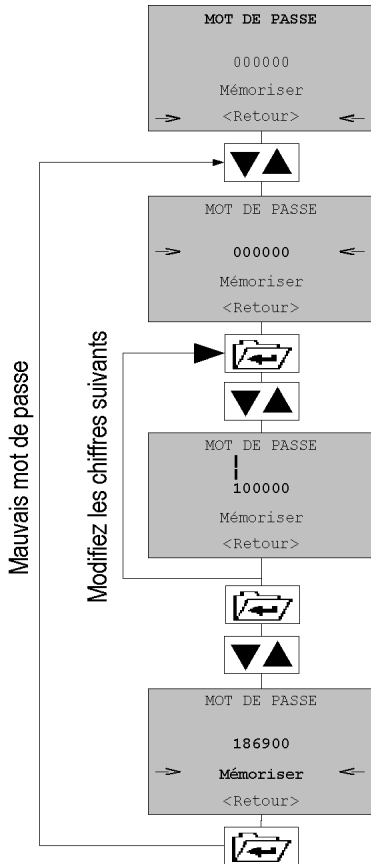 MOT DE PASSE
000000
Mémoriser
<Retour>
MOT DE PASSE
000000
Mémoriser
<Retour>
MOT DE PASSE
100000
Mémoriser
<Retour>
MOT DE PASSE
186900
Mémoriser
<Retour>
Mauvais mot de passe
Modifiez les chiffres suivants